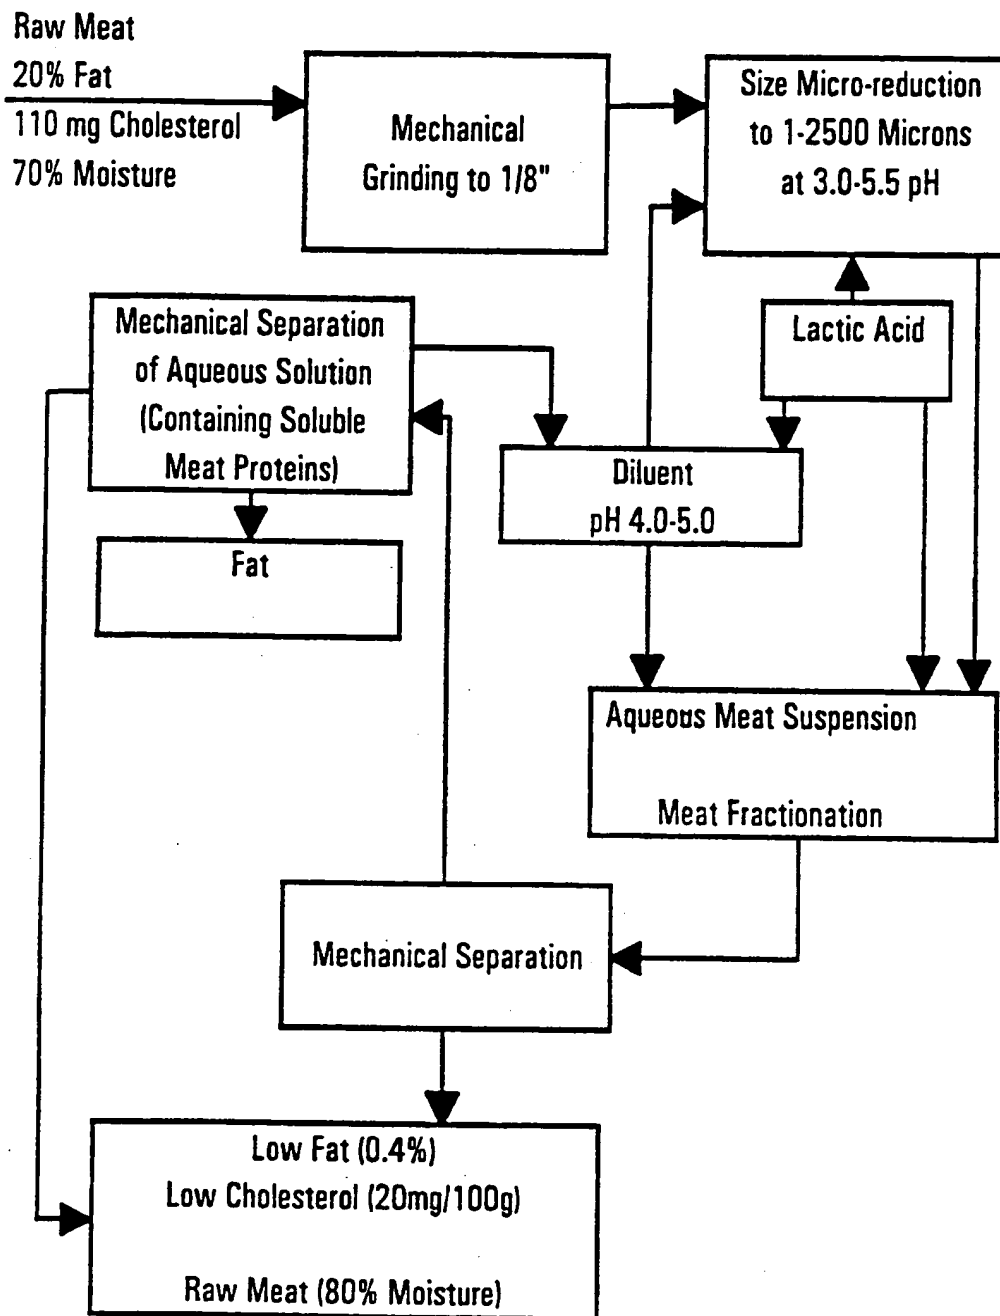 Raw Meat
20% Fat
110 mg Cholesterol
70% Moisture
Mechanical
Grinding to 1/8"
Size Micro-reduction
to 1-2500 Microns
at 3.0-5.5 pH
Mechanical Separation
of Aqueous Solution
(Containing Soluble
Meat Proteins)
Lactic Acid
Diluent
pH 4.0-5.0
Fat
Aqueous Meat Suspension
Meat Fractionation
Mechanical Separation
Low Fat (0.4%)
Low Cholesterol (20mg/100g)
Raw Meat (80% Moisture)